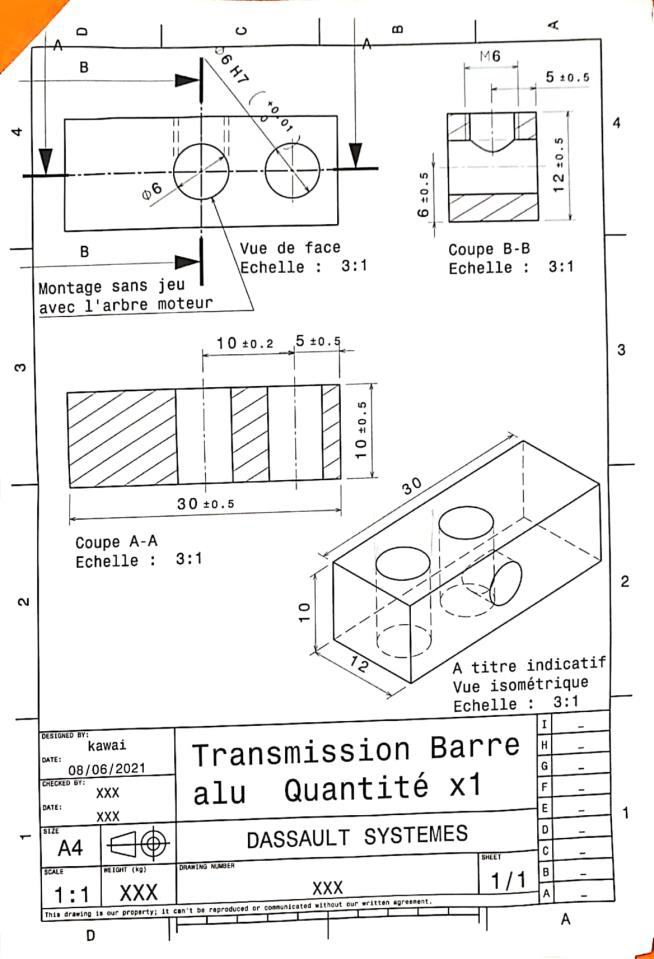 D
C
B
A
A
A
B
Ø6 H7 ( +0.01 0 )
M6
5 ±0.5
4
4
Ø6
6 ±0.5
12 ±0.5
B
Vue de face
Echelle : 3:1
Coupe B-B
Echelle : 3:1
Montage sans jeu
avec l'arbre moteur
10 ±0.2
5 ±0.5
3
3
10 ±0.5
30 ±0.5
Coupe A-A
Echelle : 3:1
30
10
12
2
2
A titre indicatif
Vue isométrique
Echelle : 3:1
DESIGNED BY:
kawai
DATE:
08/06/2021
CHECKED BY:
XXX
DATE:
XXX
Transmission Barre
alu Quantité x1
SIZE
A4
DASSAULT SYSTEMES
SCALE
1:1
WEIGHT (kg)
XXX
DRAWING NUMBER
XXX
SHEET
1/1
I _
H _
G _
F _
E _
D _
C _
B _
A _
1
1
This drawing is our property; it can't be reproduced or communicated without our written agreement.
D
A